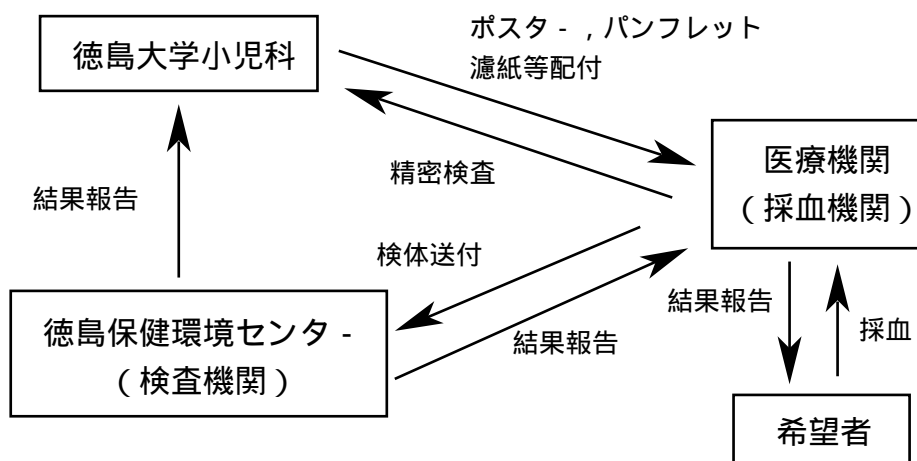 ポスタ‐，パンフレット
濾紙等配付
徳島大学小児科
医療機関
（採血機関）
精密検査
結果報告
検体送付
結果報告
結果報告
採血
徳島保健環境センタ‐
（検査機関）
希望者